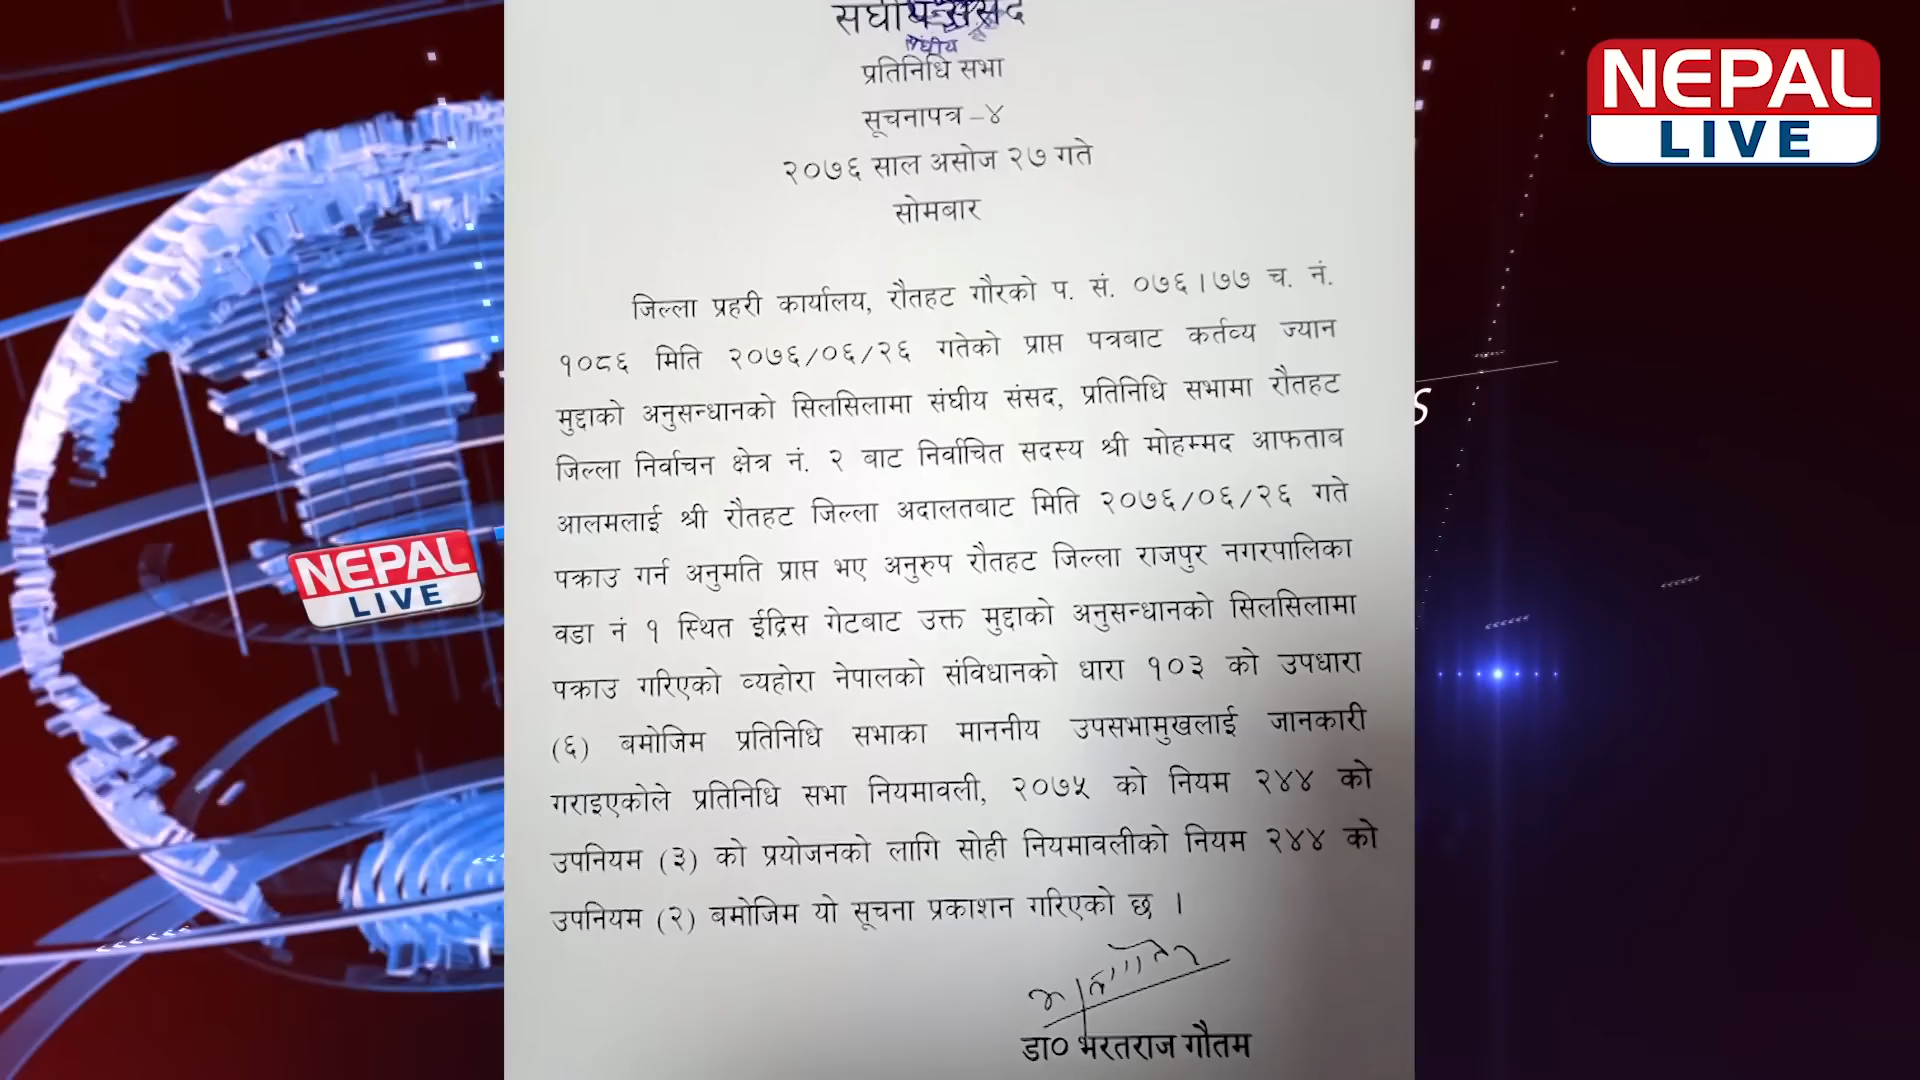 संघीय संसद
संघीय
प्रतिनिधि सभा
सूचनापत्र -४
२०७६ साल असोज २७ गते
सोमबार
जिल्ला प्रहरी कार्यालय, रौतहट गौरको प. सं. ०७६।७७ च. नं.
१०८६ मिति २०७६/०६/२६ गतेको प्राप्त पत्रबाट कर्तव्य ज्यान
मुद्दाको अनुसन्धानको सिलसिलामा संघीय संसद, प्रतिनिधि सभामा रौतहट
जिल्ला निर्वाचन क्षेत्र नं. २ बाट निर्वाचित सदस्य श्री मोहम्मद आफताब
आलमलाई श्री रौतहट जिल्ला अदालतबाट मिति २०७६/०६/२६ गते
पक्राउ गर्न अनुमति प्राप्त भए अनुरुप रौतहट जिल्ला राजपुर नगरपालिका
वडा नं १ स्थित ईद्रिस गेटबाट उक्त मुद्दाको अनुसन्धानको सिलसिलामा
पक्राउ गरिएको व्यहोरा नेपालको संविधानको धारा १०३ को उपधारा
(६) बमोजिम प्रतिनिधि सभाका माननीय उपसभामुखलाई जानकारी
गराइएकोले प्रतिनिधि सभा नियमावली, २०७५ को नियम २४४ को
उपनियम (३) को प्रयोजनको लागि सोही नियमावलीको नियम २४४ को
उपनियम (२) बमोजिम यो सूचना प्रकाशन गरिएको छ ।
डा० भरतराज गौतम
NEPAL
LIVE
NEPAL
LIVE
S